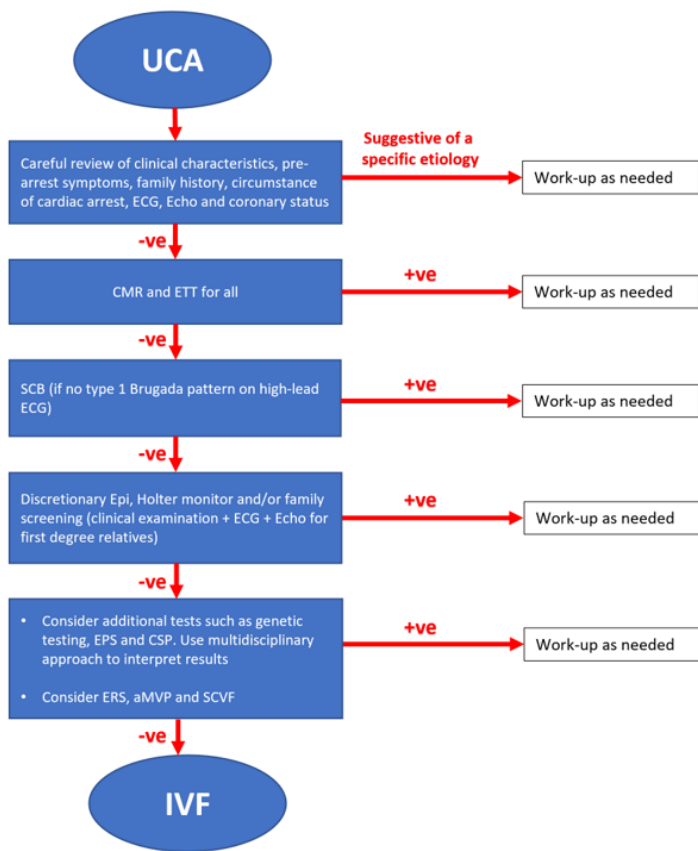 UCA
Suggestive of a
specific etiology
Careful review of clinical characteristics, pre-
arrest symptoms, family history, circumstance
of cardiac arrest, ECG, Echo and coronary status
Work-up as needed
-ve
CMR and ETT for all
+ve
Work-up as needed
-ve
SCB (if no type 1 Brugada pattern on high-lead
ECG)
+ve
Work-up as needed
-ve
Discretionary Epi, Holter monitor and/or family
screening (clinical examination + ECG + Echo for
first degree relatives)
+ve
Work-up as needed
-ve
• Consider additional tests such as genetic
testing, EPS and CSP. Use multidisciplinary
approach to interpret results
• Consider ERS, aMVP and SCVF
+ve
Work-up as needed
-ve
IVF